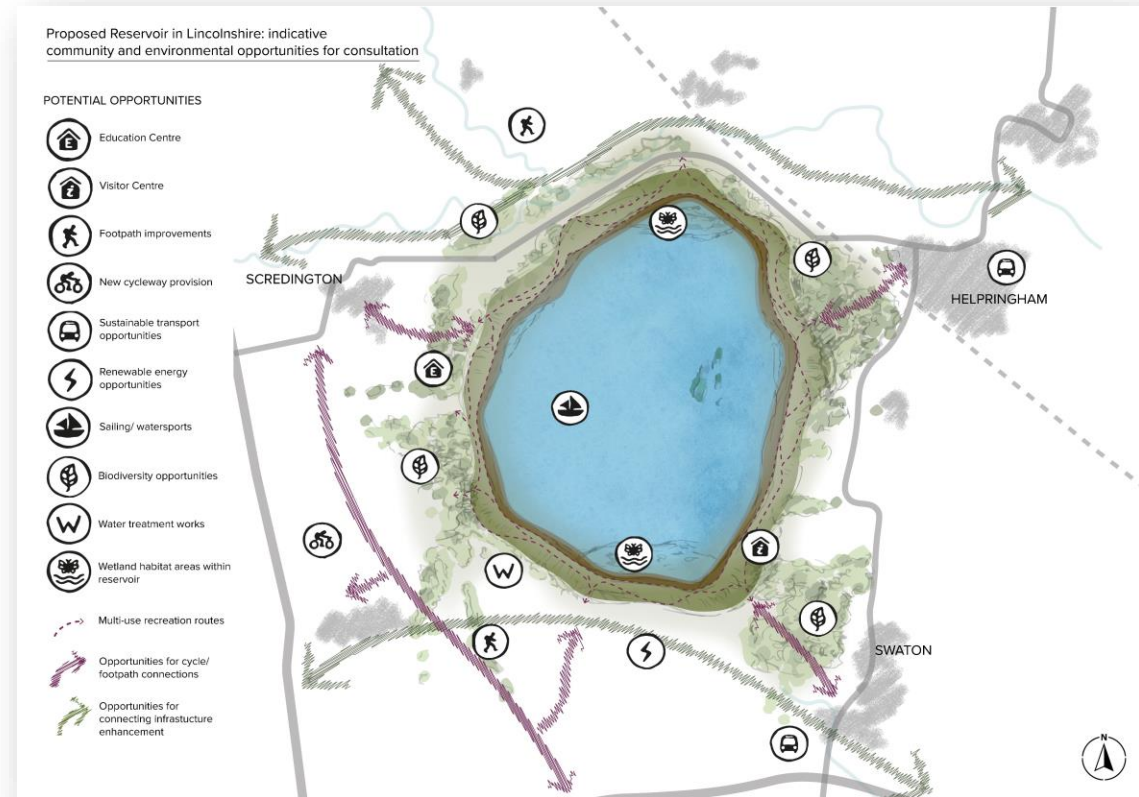 Proposed Reservoir in Lincolnshire: indicative
community and environmental opportunities for consultation
POTENTIAL OPPORTUNITIES
Education Centre
Visitor Centre
Footpath improvements
New cycleway provision
Sustainable transport
opportunities
Renewable energy
opportunities
Sailing/ watersports
Biodiversity opportunities
W
Water treatment works
Wetland habitat areas within
reservoir
Multi-use recreation routes
Opportunities for cycle/
footpath connections
Opportunities for
connecting infrastucture
enhancement
SCREDINGTON
HELPRINGHAM
E
W
SWATON
N